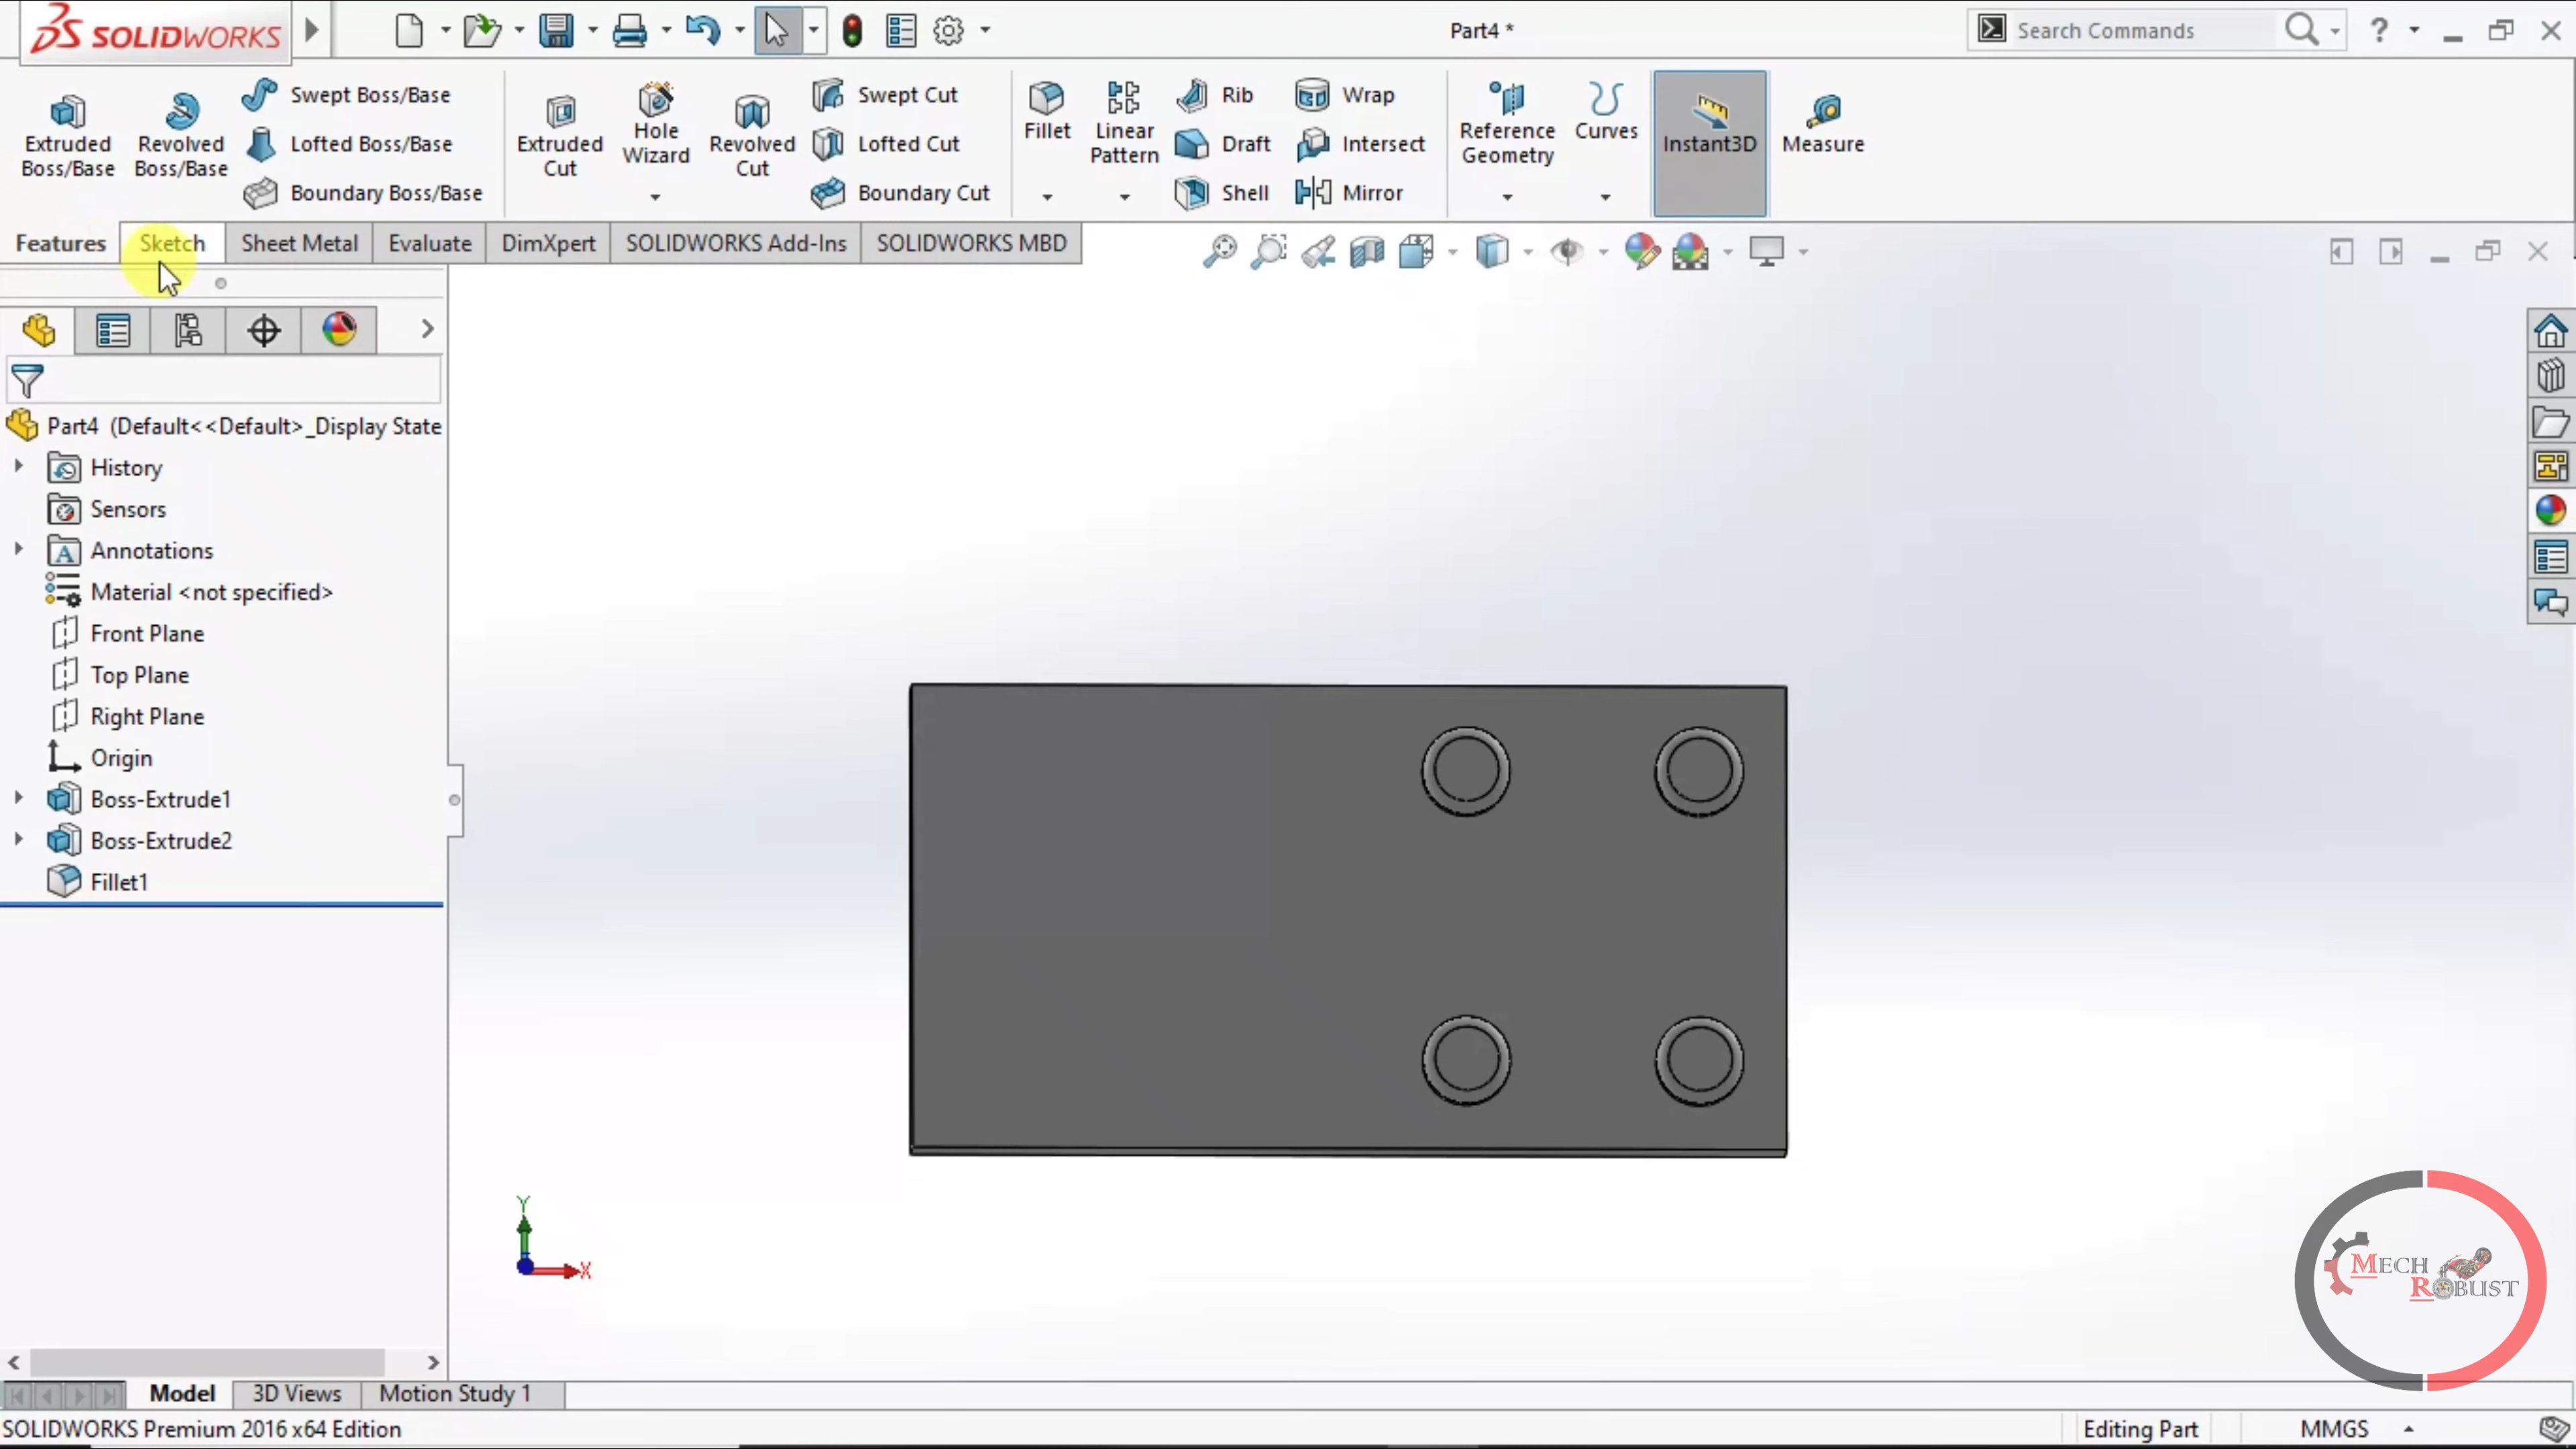 SOLIDWORKS
Part4 *
Search Commands
?
Extruded Boss/Base
Revolved Boss/Base
Swept Boss/Base
Lofted Boss/Base
Boundary Boss/Base
Extruded Cut
Hole Wizard
Revolved Cut
Swept Cut
Lofted Cut
Boundary Cut
Fillet
Linear Pattern
Rib
Draft
Shell
Wrap
Intersect
Mirror
Reference Geometry
Curves
Instant3D
Measure
Features
Sketch
Sheet Metal
Evaluate
DimXpert
SOLIDWORKS Add-Ins
SOLIDWORKS MBD
Part4 (Default<<Default>_Display State
History
Sensors
Annotations
Material <not specified>
Front Plane
Top Plane
Right Plane
Origin
Boss-Extrude1
Boss-Extrude2
Fillet1
Y
X
MECH
ROBUST
Model
3D Views
Motion Study 1
SOLIDWORKS Premium 2016 x64 Edition
Editing Part
MMGS